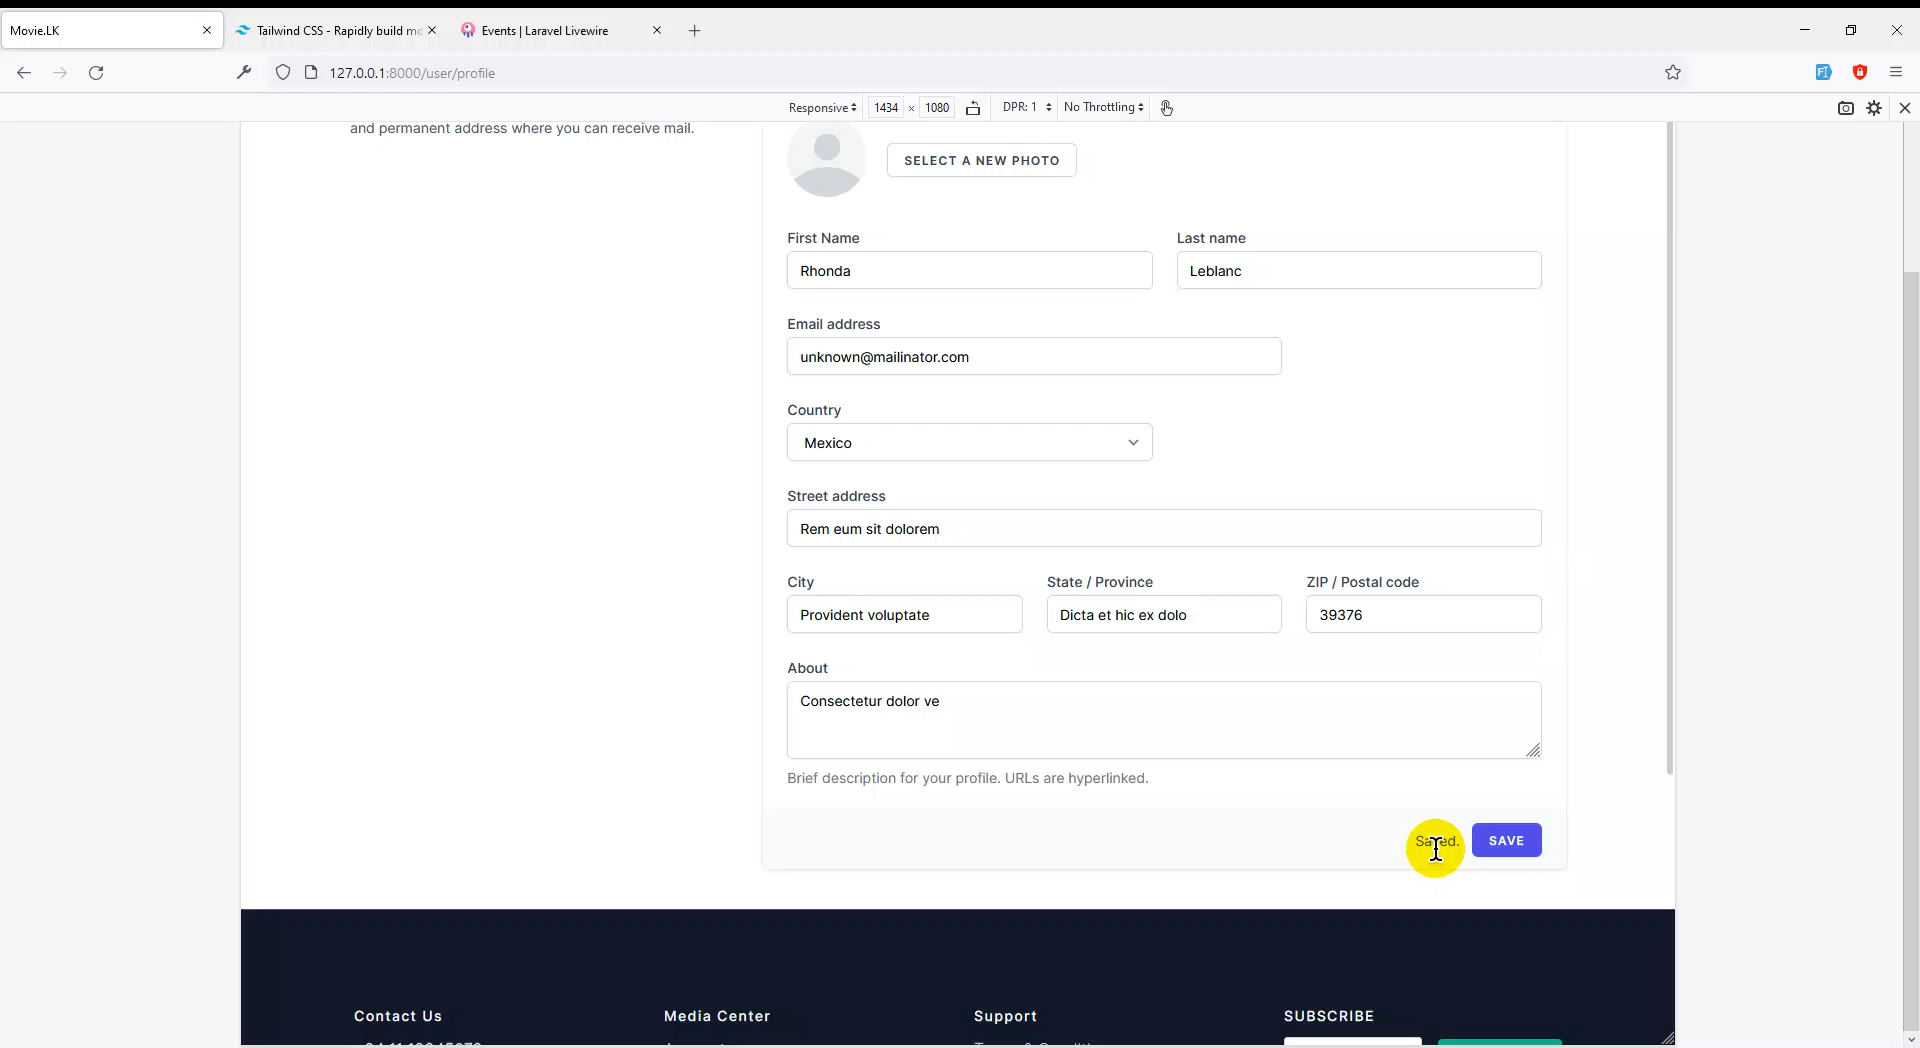 Movie.LK
Tailwind CSS - Rapidly build mo
Events | Laravel Livewire
127.0.0.1:8000/user/profile
Responsive 1434 × 1080 DPR: 1 No Throttling
and permanent address where you can receive mail.
SELECT A NEW PHOTO
First Name
Last name
Rhonda
Leblanc
Email address
unknown@mailinator.com
Country
Mexico
Street address
Rem eum sit dolorem
City
State / Province
ZIP / Postal code
Provident voluptate
Dicta et hic ex dolo
39376
About
Consectetur dolor ve
Brief description for your profile. URLs are hyperlinked.
Saved.
SAVE
Contact Us
Media Center
Support
SUBSCRIBE